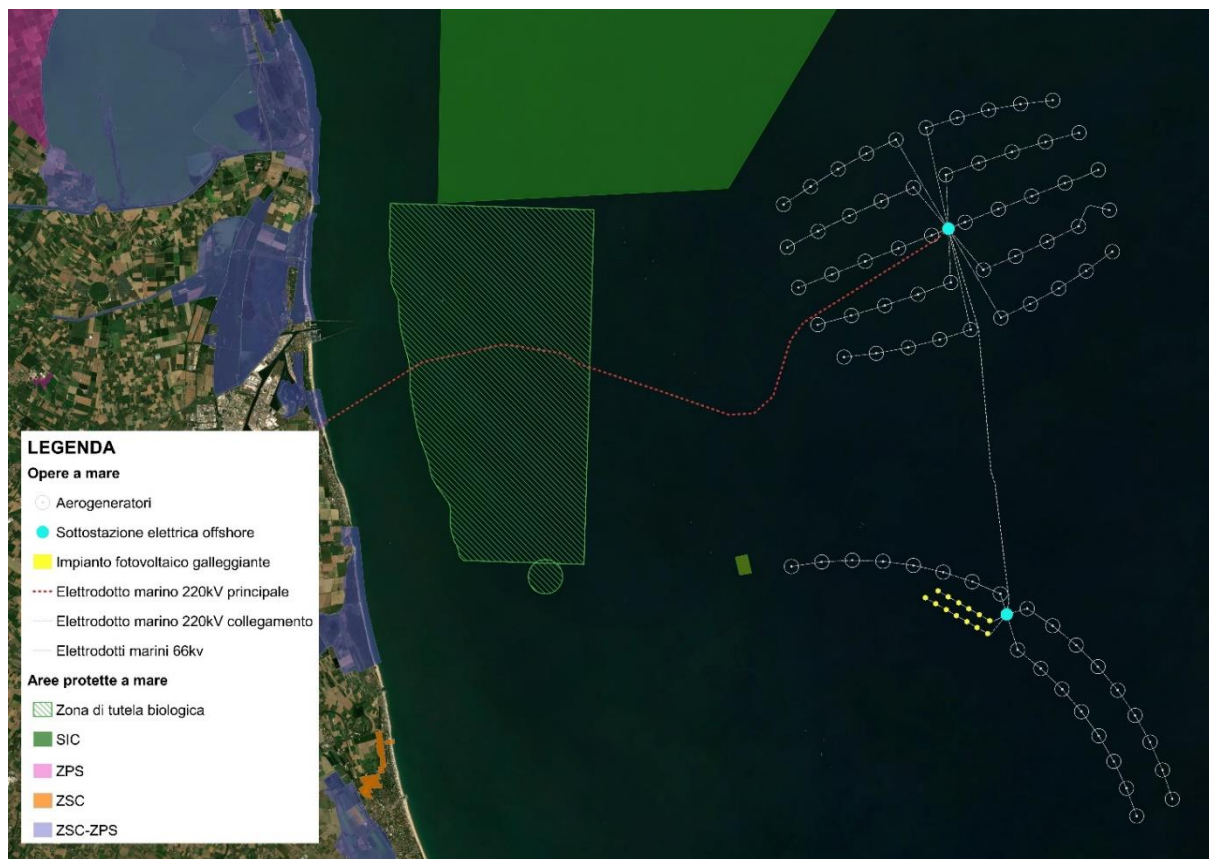 LEGENDA
Opere a mare
Aerogeneratori
Sottostazione elettrica offshore
Impianto fotovoltaico galleggiante
Elettrodotto marino 220kV principale
Elettrodotto marino 220kV collegamento
Elettrodotti marini 66kv
Aree protette a mare
Zona di tutela biologica
SIC
ZPS
ZSC
ZSC-ZPS